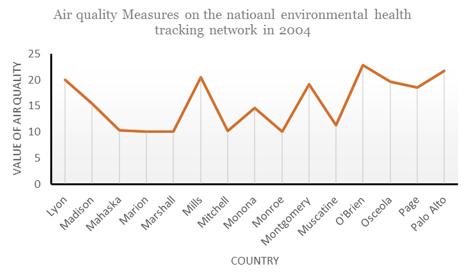 Air quality Measures on the natioanl environmental health
tracking network in 2004
VALUE OF AIR QUALITY
25
20
15
10
5
0
Lyon
Madison
Mahaska
Marion
Marshall
Mills
Mitchell
Monona
Monroe
Montgomery
Muscatine
O'Brien
Osceola
Page
Palo Alto
COUNTRY